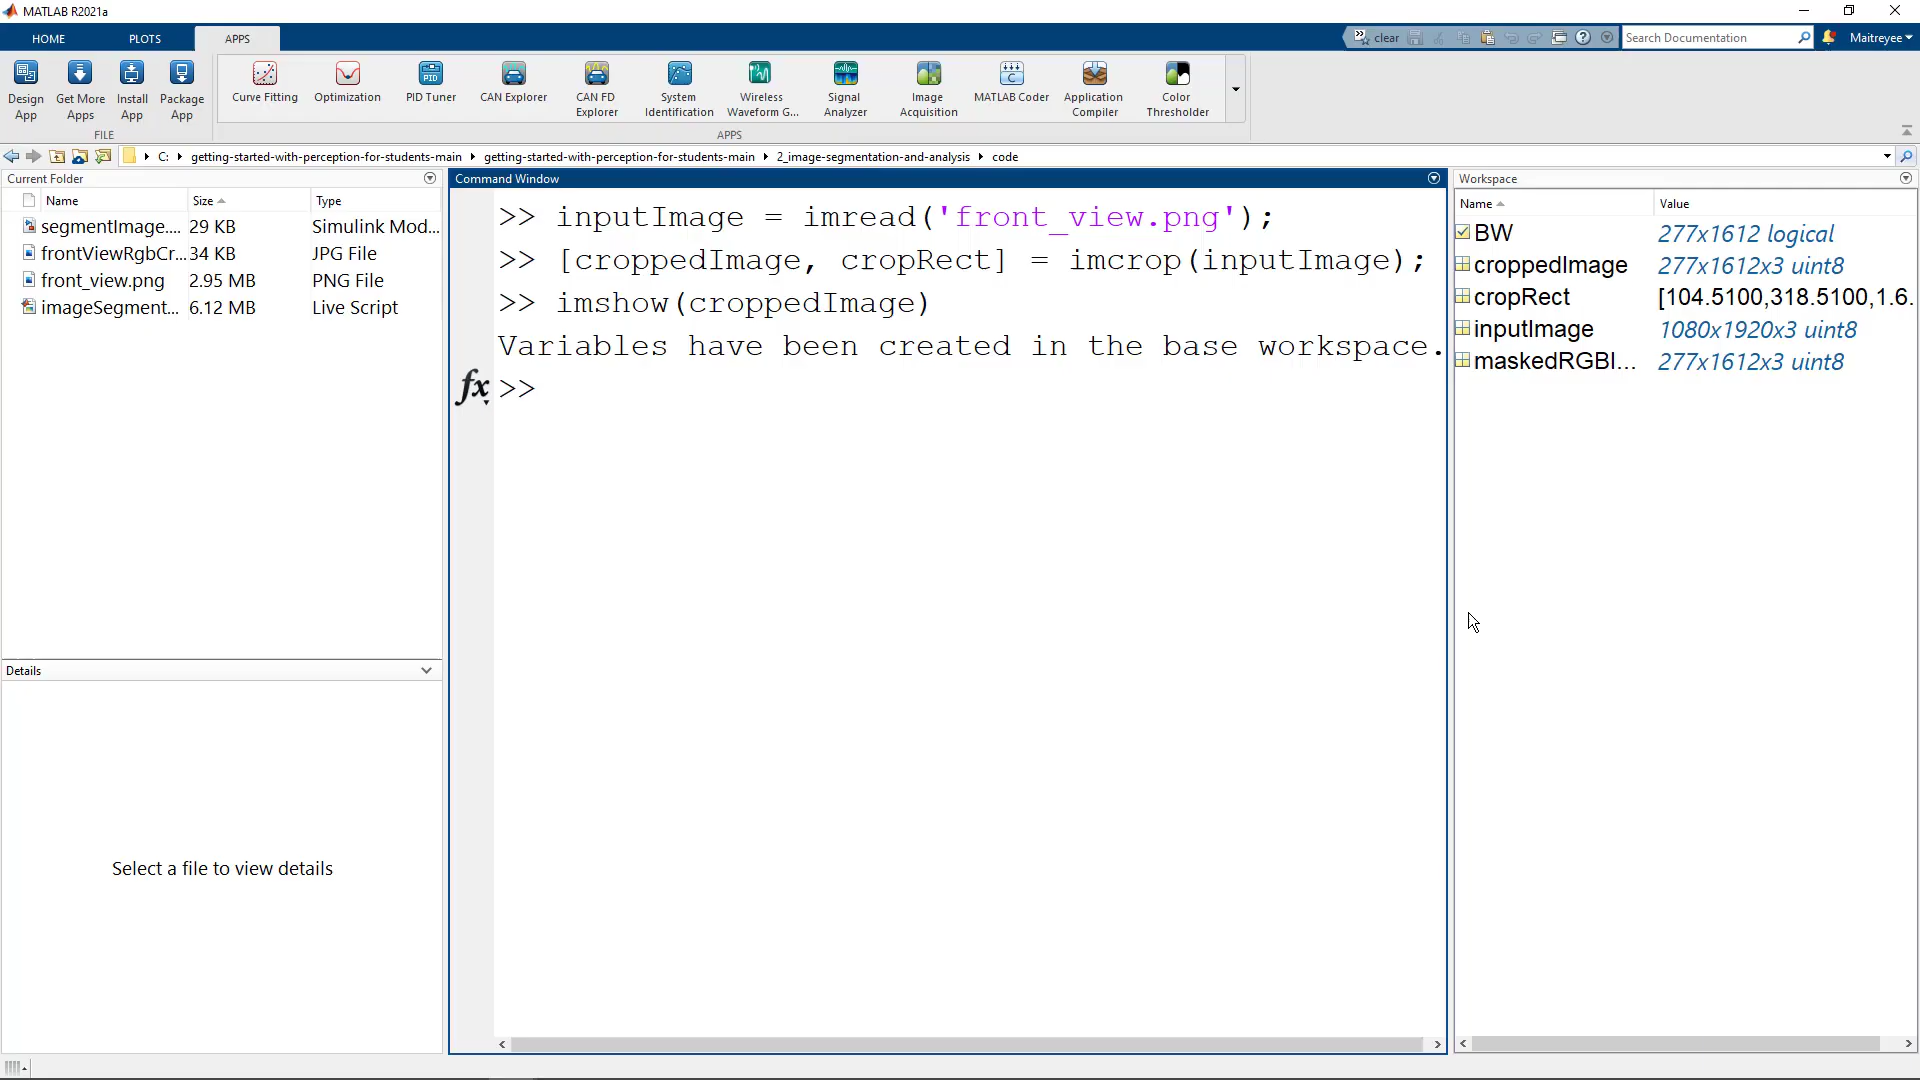 MATLAB R2021a
HOME PLOTS APPS
clear
Search Documentation
Maitreyee
Design App
Get More Apps
Install App
Package App
Curve Fitting
Optimization
PID Tuner
CAN Explorer
CAN FD Explorer
System Identification
Wireless Waveform G...
Signal Analyzer
Image Acquisition
MATLAB Coder
Application Compiler
Color Thresholder
FILE
APPS
C: getting-started-with-perception-for-students-main getting-started-with-perception-for-students-main 2_image-segmentation-and-analysis code
Current Folder
Name Size Type
segmentImage.... 29 KB Simulink Mod...
frontViewRgbCr... 34 KB JPG File
front_view.png 2.95 MB PNG File
imageSegment... 6.12 MB Live Script
Details
Select a file to view details
Command Window
>> inputImage = imread('front_view.png');
>> [croppedImage, cropRect] = imcrop(inputImage);
>> imshow(croppedImage)
Variables have been created in the base workspace.
fx >>
Workspace
Name Value
BW 277x1612 logical
croppedImage 277x1612x3 uint8
cropRect [104.5100,318.5100,1.6.
inputImage 1080x1920x3 uint8
maskedRGBI... 277x1612x3 uint8